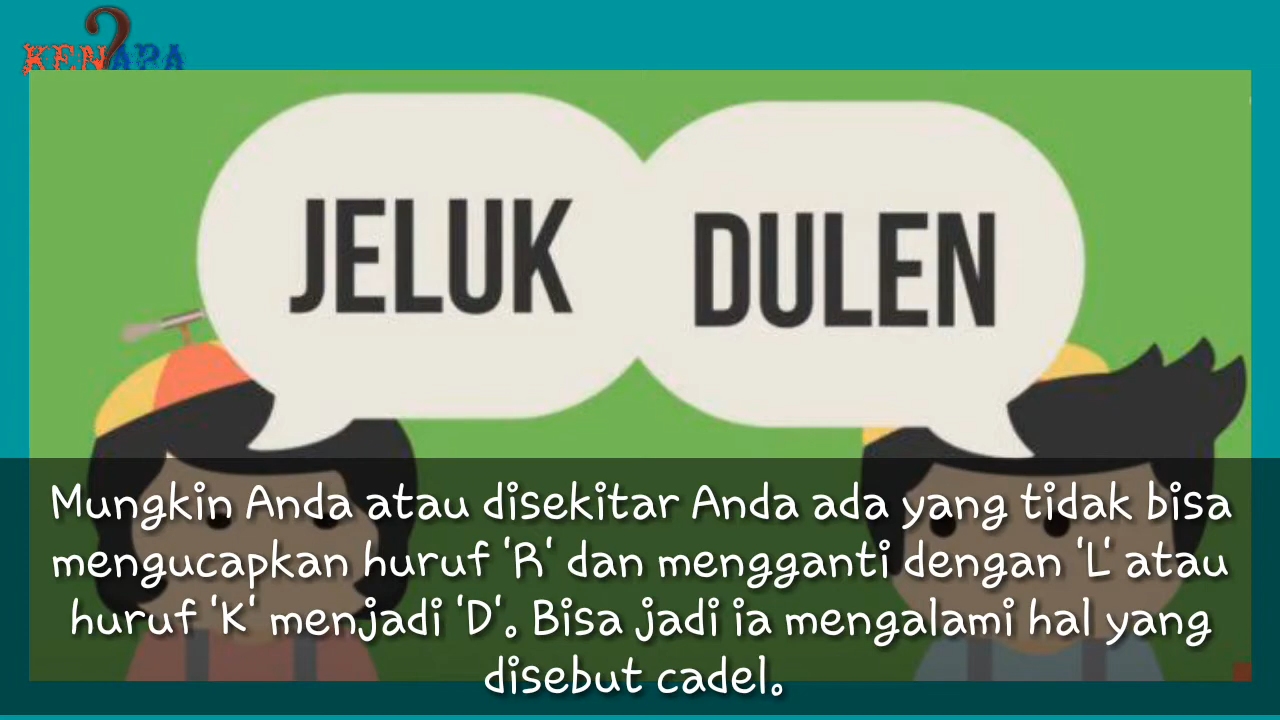 KENAPA?
JELUK
DULEN
Mungkin Anda atau disekitar Anda ada yang tidak bisa
mengucapkan huruf 'R' dan mengganti dengan 'L' atau
huruf 'K' menjadi 'D'. Bisa jadi ia mengalami hal yang
disebut cadel.